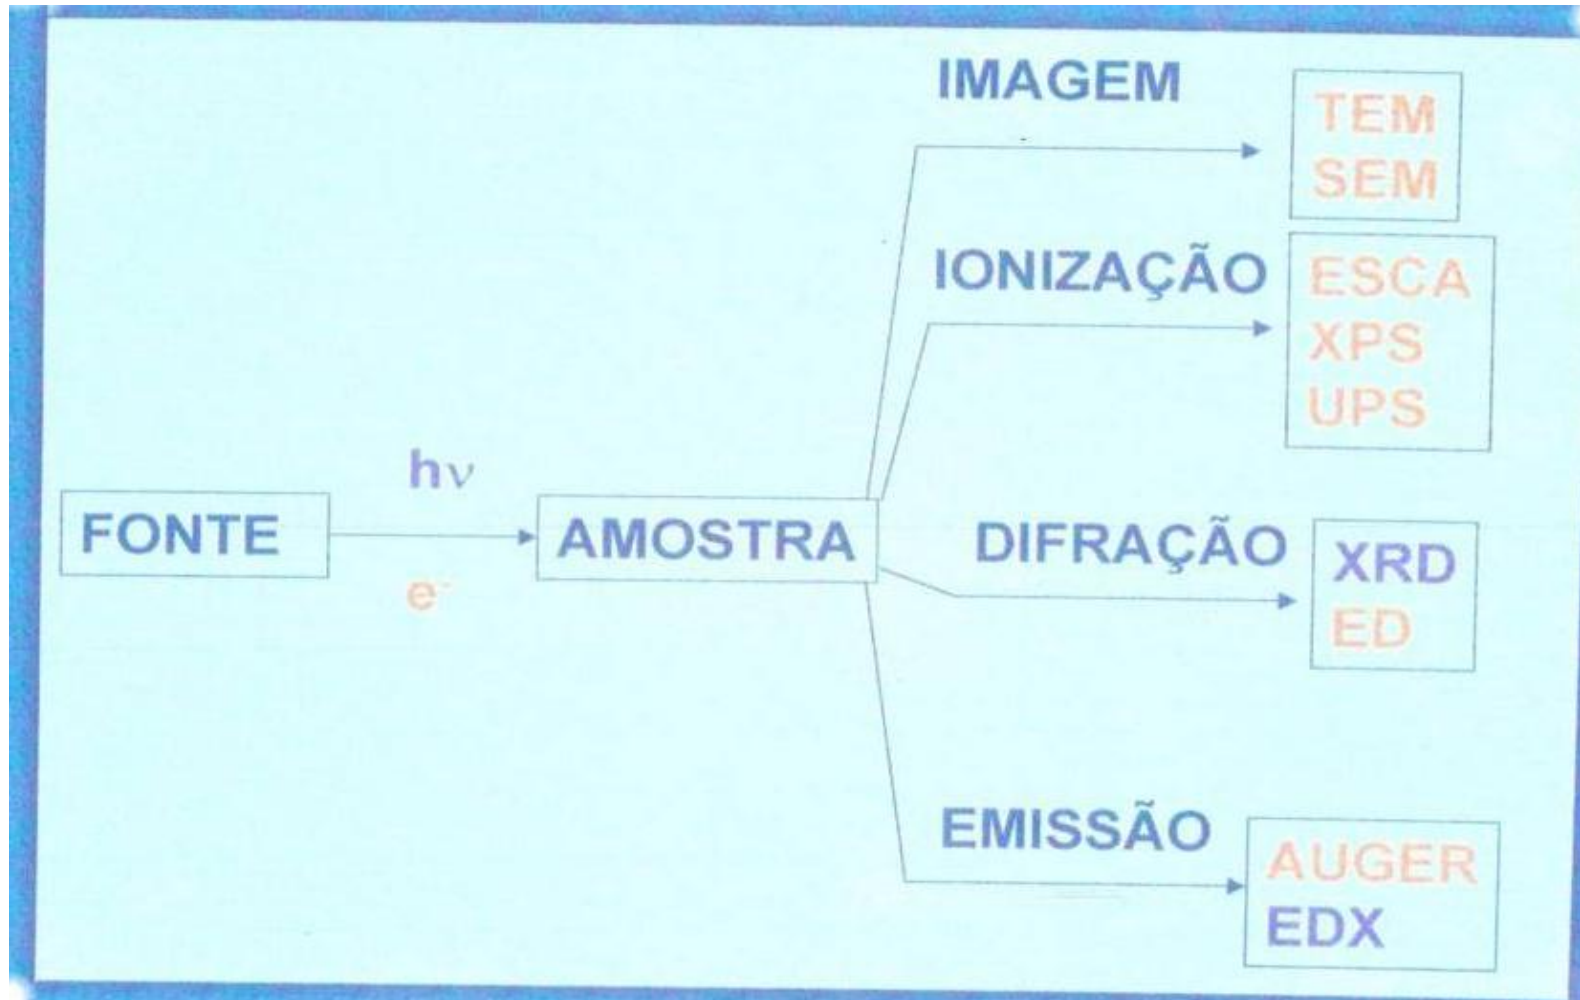 IMAGEM
TEM
SEM
IONIZAÇÃO
ESCA
XPS
UPS
hν
FONTE
AMOSTRA
e⁻
DIFRAÇÃO
XRD
ED
EMISSÃO
AUGER
EDX